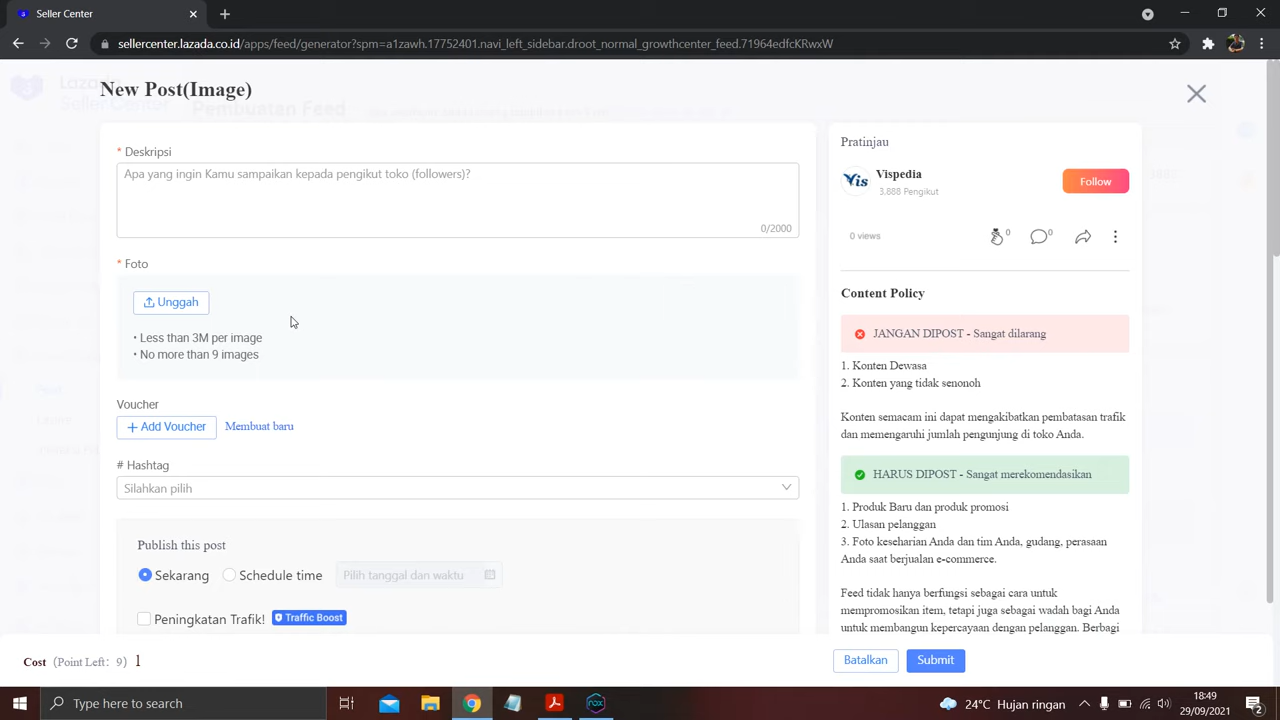 Seller Center
sellercenter.lazada.co.id/apps/feed/generator?spm=a1zawh.17752401.navi_left_sidebar.droot_normal_growthcenter_feed.71964edfcKRwxW
New Post(Image)
* Deskripsi
Apa yang ingin Kamu sampaikan kepada pengikut toko (followers)?
0/2000
* Foto
Unggah
• Less than 3M per image
• No more than 9 images
Voucher
+ Add Voucher Membuat baru
# Hashtag
Silahkan pilih
Publish this post
Sekarang Schedule time Pilih tanggal dan waktu
Peningkatan Trafik! Traffic Boost
Pratinjau
Vis
Vispedia
3,888 Pengikut
Follow
0 views 0 0
Content Policy
JANGAN DIPOST - Sangat dilarang
1. Konten Dewasa
2. Konten yang tidak senonoh
Konten semacam ini dapat mengakibatkan pembatasan trafik
dan memengaruhi jumlah pengunjung di toko Anda.
HARUS DIPOST - Sangat merekomendasikan
1. Produk Baru dan produk promosi
2. Ulasan pelanggan
3. Foto keseharian Anda dan tim Anda, gudang, perasaan
Anda saat berjualan e-commerce.
Feed tidak hanya berfungsi sebagai cara untuk
mempromosikan item, tetapi juga sebagai wadah bagi Anda
untuk membangun kepercayaan dengan pelanggan. Berbagi
Cost (Point Left: 9) 1
Batalkan Submit
Type here to search
24°C Hujan ringan
18:49
29/09/2021
2